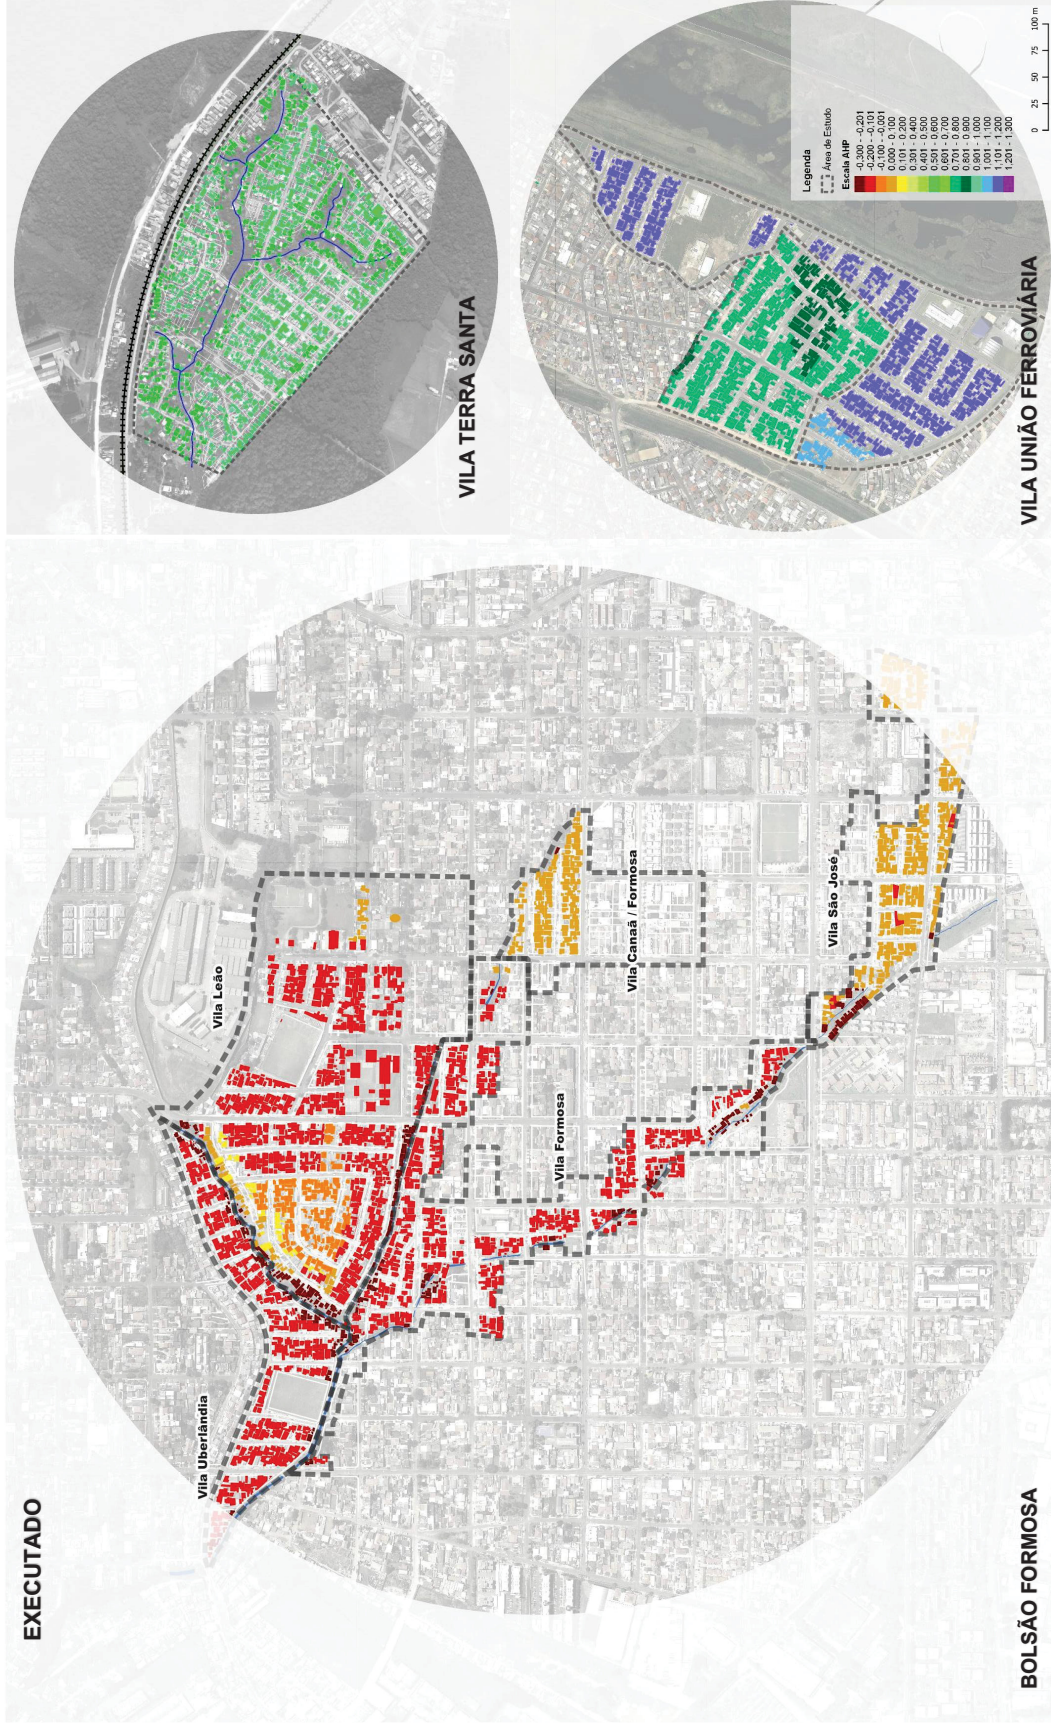 EXECUTADO
Vila Uberlândia
Vila Leão
Vila Formosa
Vila Canaã / Formosa
Vila São José
BOLSÃO FORMOSA
VILA TERRA SANTA
VILA UNIÃO FERROVIÁRIA
Legenda
Área de Estudo
Escala AHP
-0,300 - -0,201
-0,200 - -0,101
-0,100 - -0,001
0,000 - 0,100
0,101 - 0,200
0,301 - 0,400
0,401 - 0,500
0,501 - 0,600
0,601 - 0,700
0,701 - 0,800
0,801 - 0,900
0,901 - 1,000
1,001 - 1,100
1,101 - 1,200
1,201 - 1,300
0 25 50 75 100 m